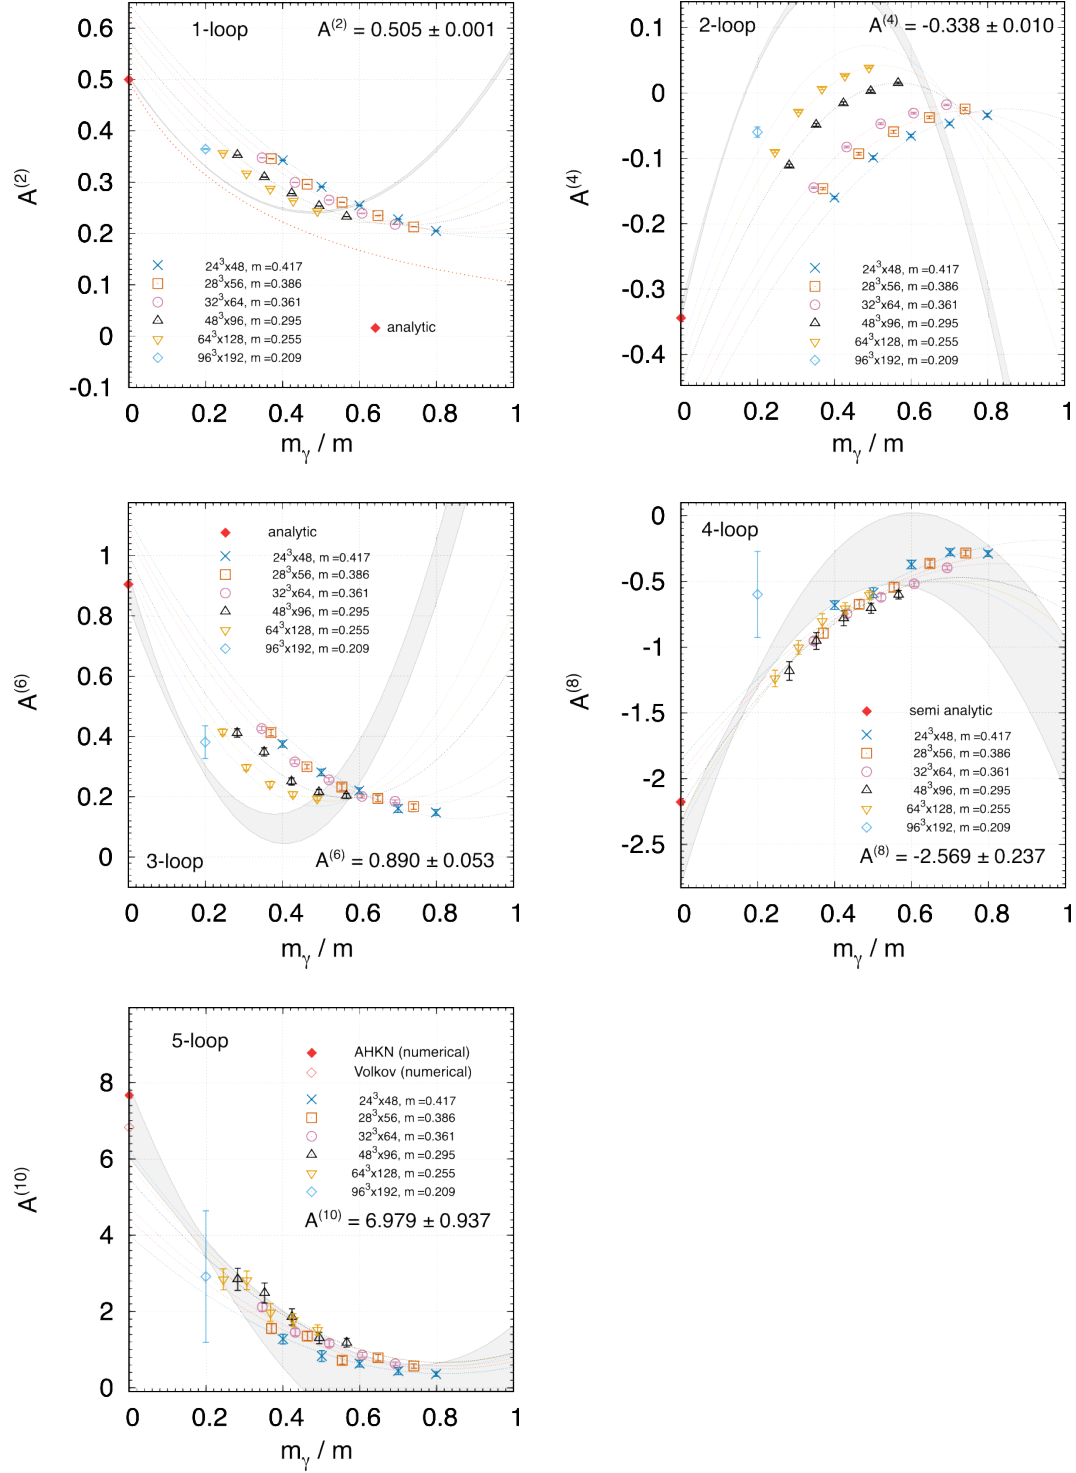 1-loop
A(2) = 0.505 ± 0.001
0.6
0.5
0.4
0.3
0.2
0.1
0
-0.1
A(2)
24³x48, m =0.417
28³x56, m =0.386
32³x64, m =0.361
48³x96, m =0.295
64³x128, m =0.255
96³x192, m =0.209
analytic
0 0.2 0.4 0.6 0.8 1
mγ / m
2-loop
A(4) = -0.338 ± 0.010
0.1
0
-0.1
-0.2
-0.3
-0.4
A(4)
24³x48, m =0.417
28³x56, m =0.386
32³x64, m =0.361
48³x96, m =0.295
64³x128, m =0.255
96³x192, m =0.209
0 0.2 0.4 0.6 0.8 1
mγ / m
analytic
24³x48, m =0.417
28³x56, m =0.386
32³x64, m =0.361
48³x96, m =0.295
64³x128, m =0.255
96³x192, m =0.209
1
0.8
0.6
0.4
0.2
0
A(6)
3-loop
A(6) = 0.890 ± 0.053
0 0.2 0.4 0.6 0.8 1
mγ / m
4-loop
0
-0.5
-1
-1.5
-2
-2.5
A(8)
semi analytic
24³x48, m =0.417
28³x56, m =0.386
32³x64, m =0.361
48³x96, m =0.295
64³x128, m =0.255
96³x192, m =0.209
A(8) = -2.569 ± 0.237
0 0.2 0.4 0.6 0.8 1
mγ / m
5-loop
AHKN (numerical)
Volkov (numerical)
24³x48, m =0.417
28³x56, m =0.386
32³x64, m =0.361
48³x96, m =0.295
64³x128, m =0.255
96³x192, m =0.209
A(10) = 6.979 ± 0.937
8
6
4
2
0
A(10)
0 0.2 0.4 0.6 0.8 1
mγ / m